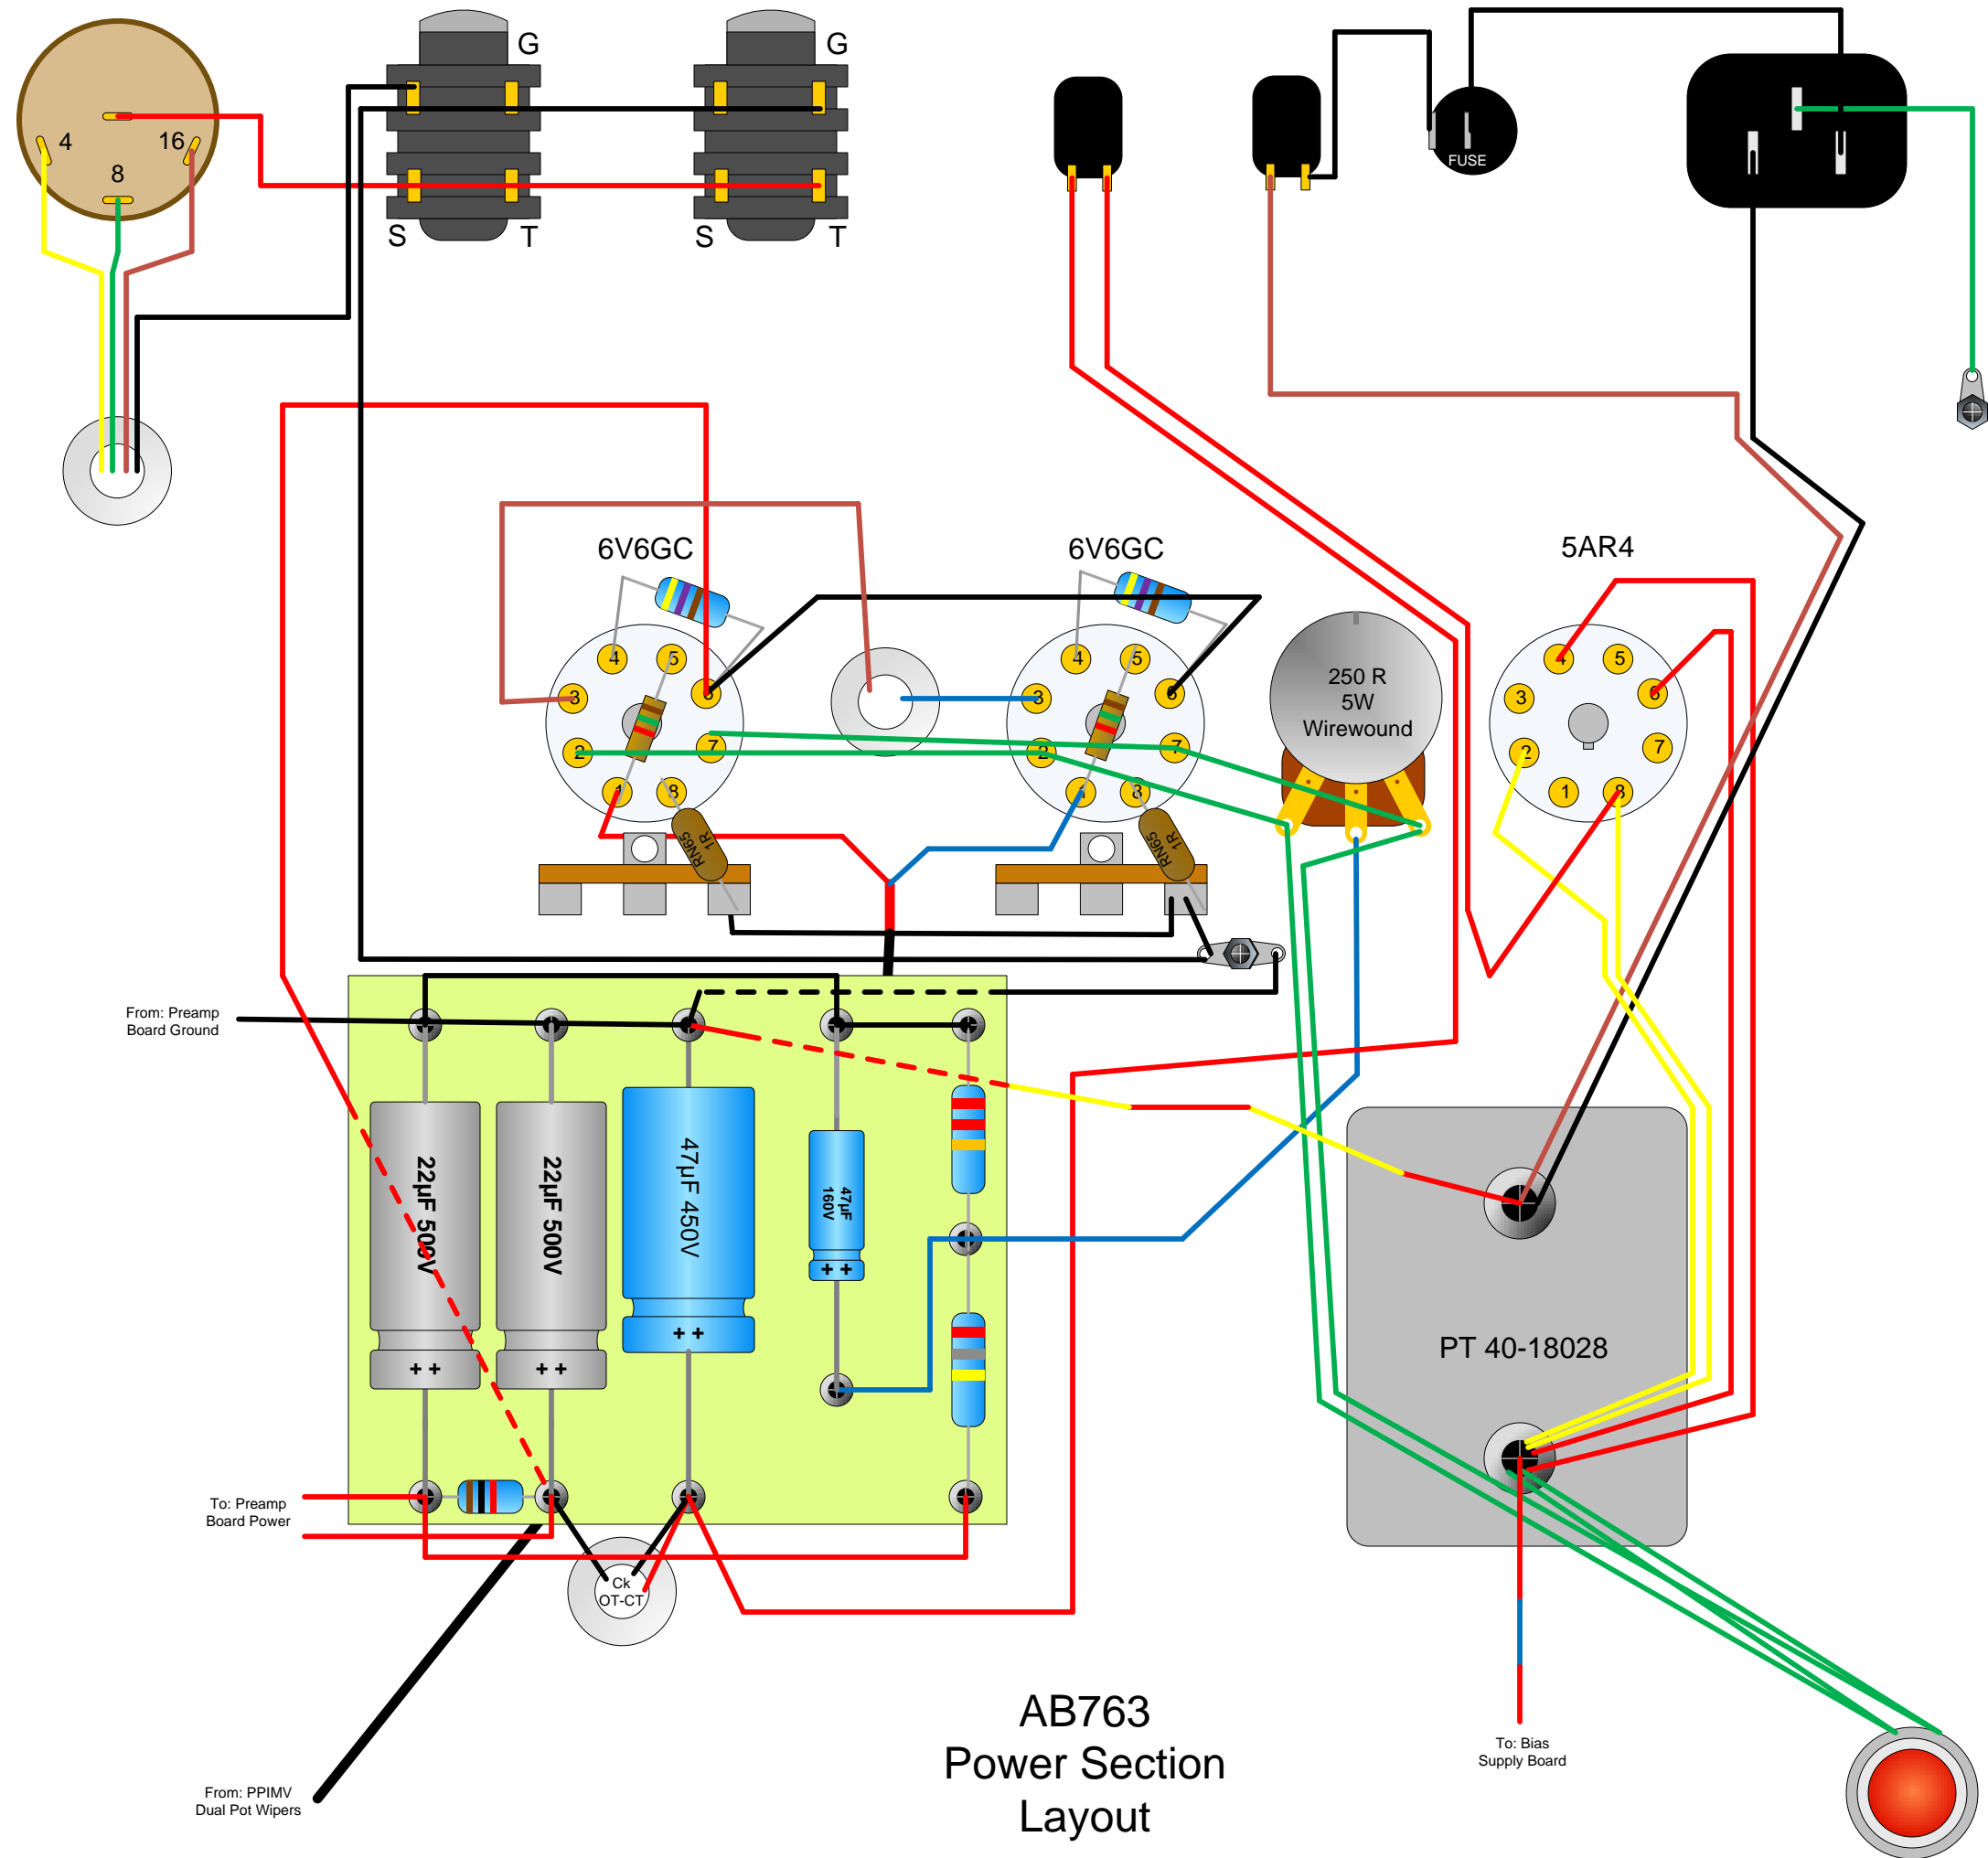 G
G
4
16
8
S
T
S
T
FUSE
6V6GC
6V6GC
5AR4
4
5
3
6
2
7
1
8
4
5
3
6
2
7
1
8
250 R
5W
Wirewound
4
5
3
6
2
7
1
8
RN65
1R
RN65
1R
From: Preamp
Board Ground
22µF 500V
22µF 500V
47µF 450V
47µF
160V
+ +
+ +
+ +
+ +
PT 40-18028
To: Preamp
Board Power
Ck
OT-CT
AB763
Power Section
Layout
To: Bias
Supply Board
From: PPIMV
Dual Pot Wipers